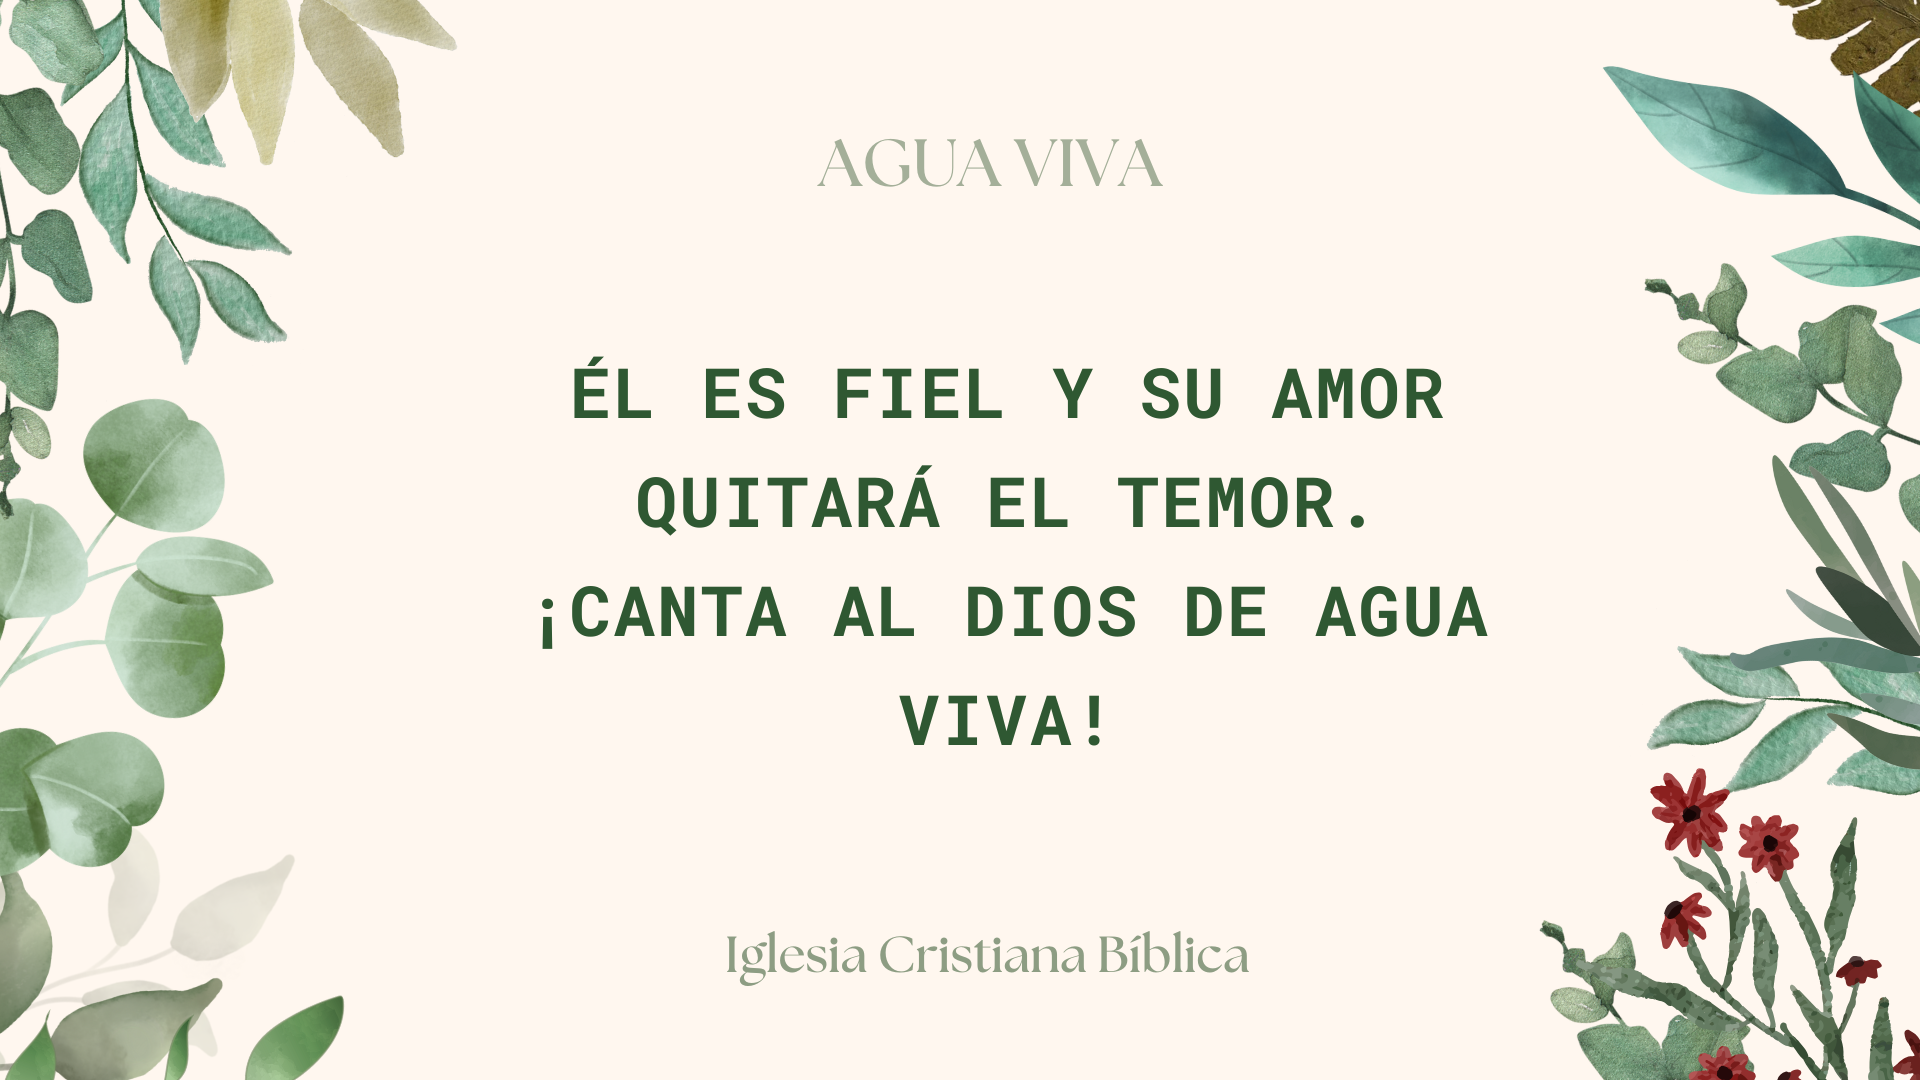 AGUA VIVA
ÉL ES FIEL Y SU AMOR
QUITARÁ EL TEMOR.
¡CANTA AL DIOS DE AGUA
VIVA!
Iglesia Cristiana Bíblica